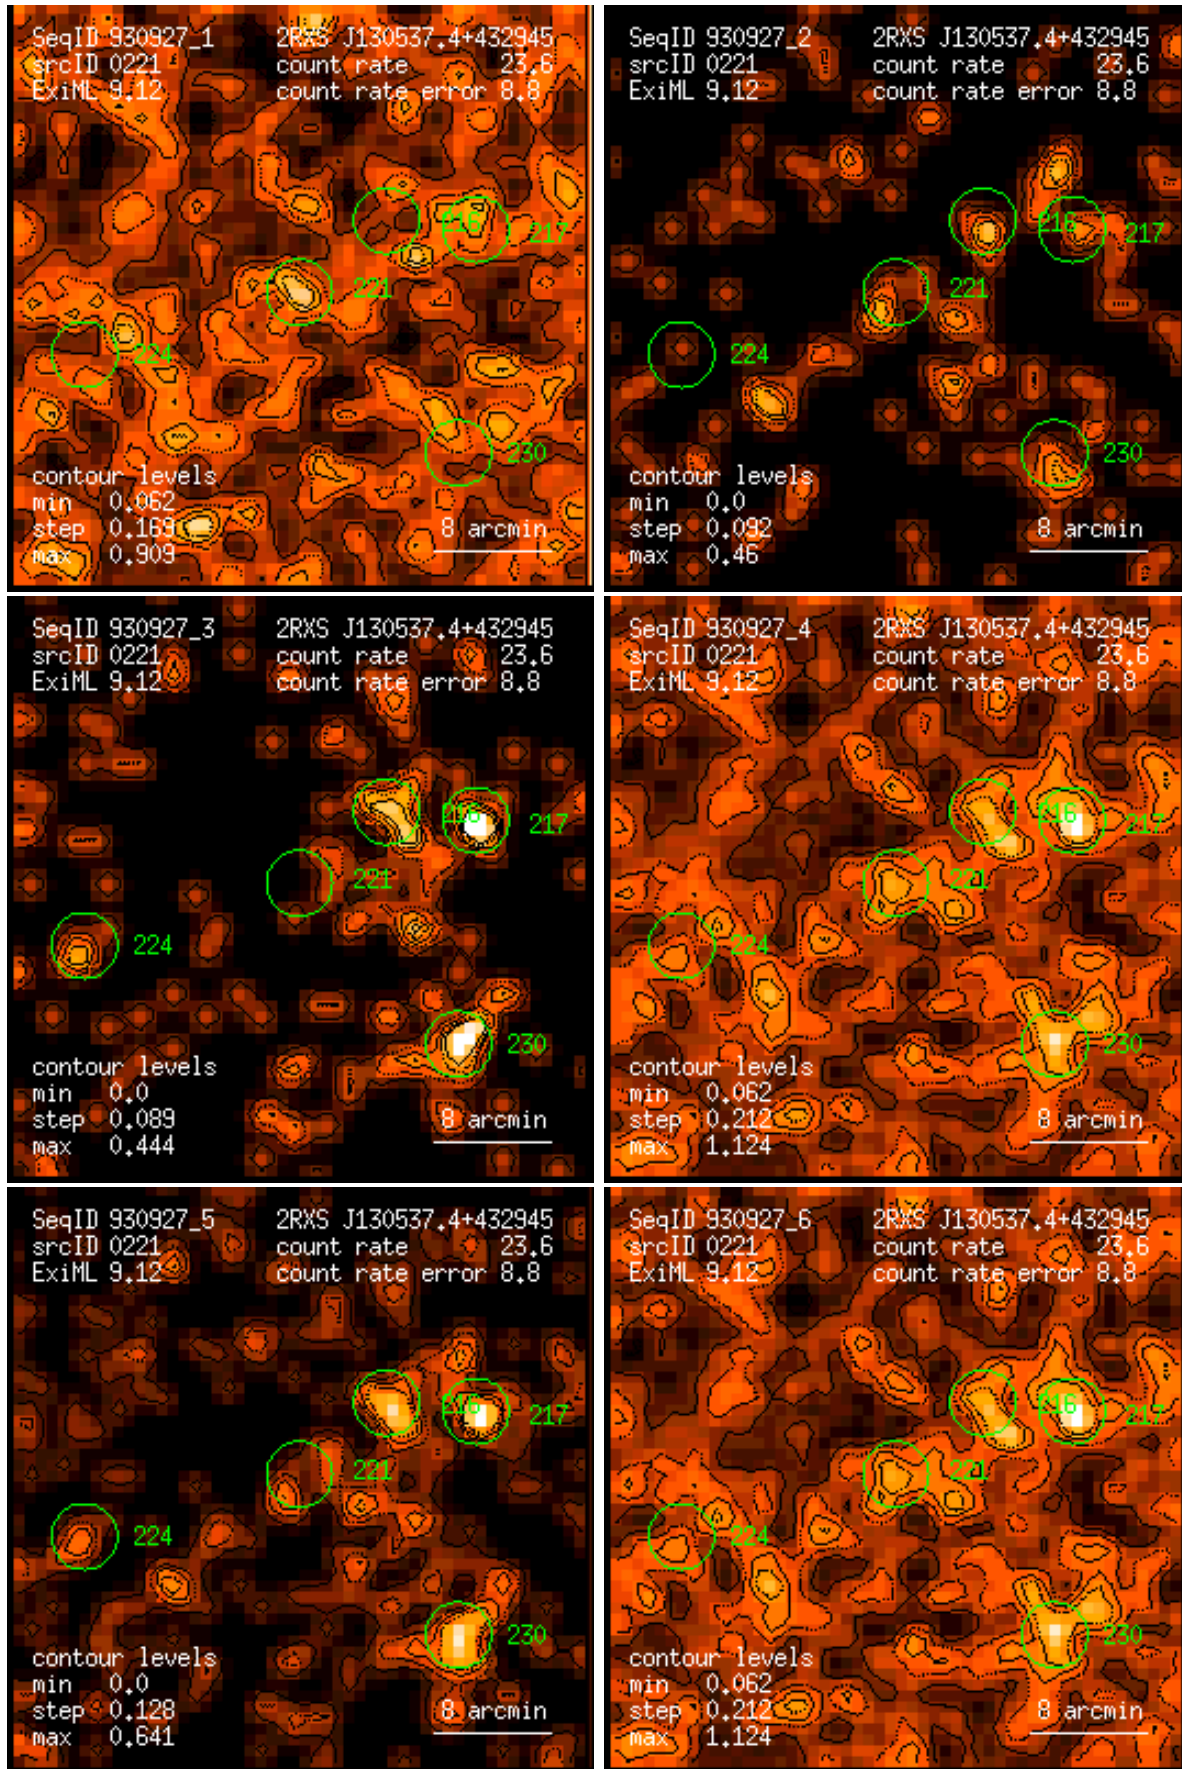 SeqID 930927_1 2RXS J130537.4+432945
srcID 0221 count rate 23.6
ExiML 9.12 count rate error 8.8
216
217
221
224
230
contour levels
min 0.062
step 0.169 8 arcmin
max 0.909
SeqID 930927_2 2RXS J130537.4+432945
srcID 0221 count rate 23.6
ExiML 9.12 count rate error 8.8
216
217
221
224
230
contour levels
min 0.0
step 0.092 8 arcmin
max 0.46
SeqID 930927_3 2RXS J130537.4+432945
srcID 0221 count rate 23.6
ExiML 9.12 count rate error 8.8
216
217
221
224
230
contour levels
min 0.0
step 0.089 8 arcmin
max 0.444
SeqID 930927_4 2RXS J130537.4+432945
srcID 0221 count rate 23.6
ExiML 9.12 count rate error 8.8
216
217
221
224
230
contour levels
min 0.062
step 0.212 8 arcmin
max 1.124
SeqID 930927_5 2RXS J130537.4+432945
srcID 0221 count rate 23.6
ExiML 9.12 count rate error 8.8
216
217
221
224
230
contour levels
min 0.0
step 0.128 8 arcmin
max 0.641
SeqID 930927_6 2RXS J130537.4+432945
srcID 0221 count rate 23.6
ExiML 9.12 count rate error 8.8
216
217
221
224
230
contour levels
min 0.062
step 0.212 8 arcmin
max 1.124